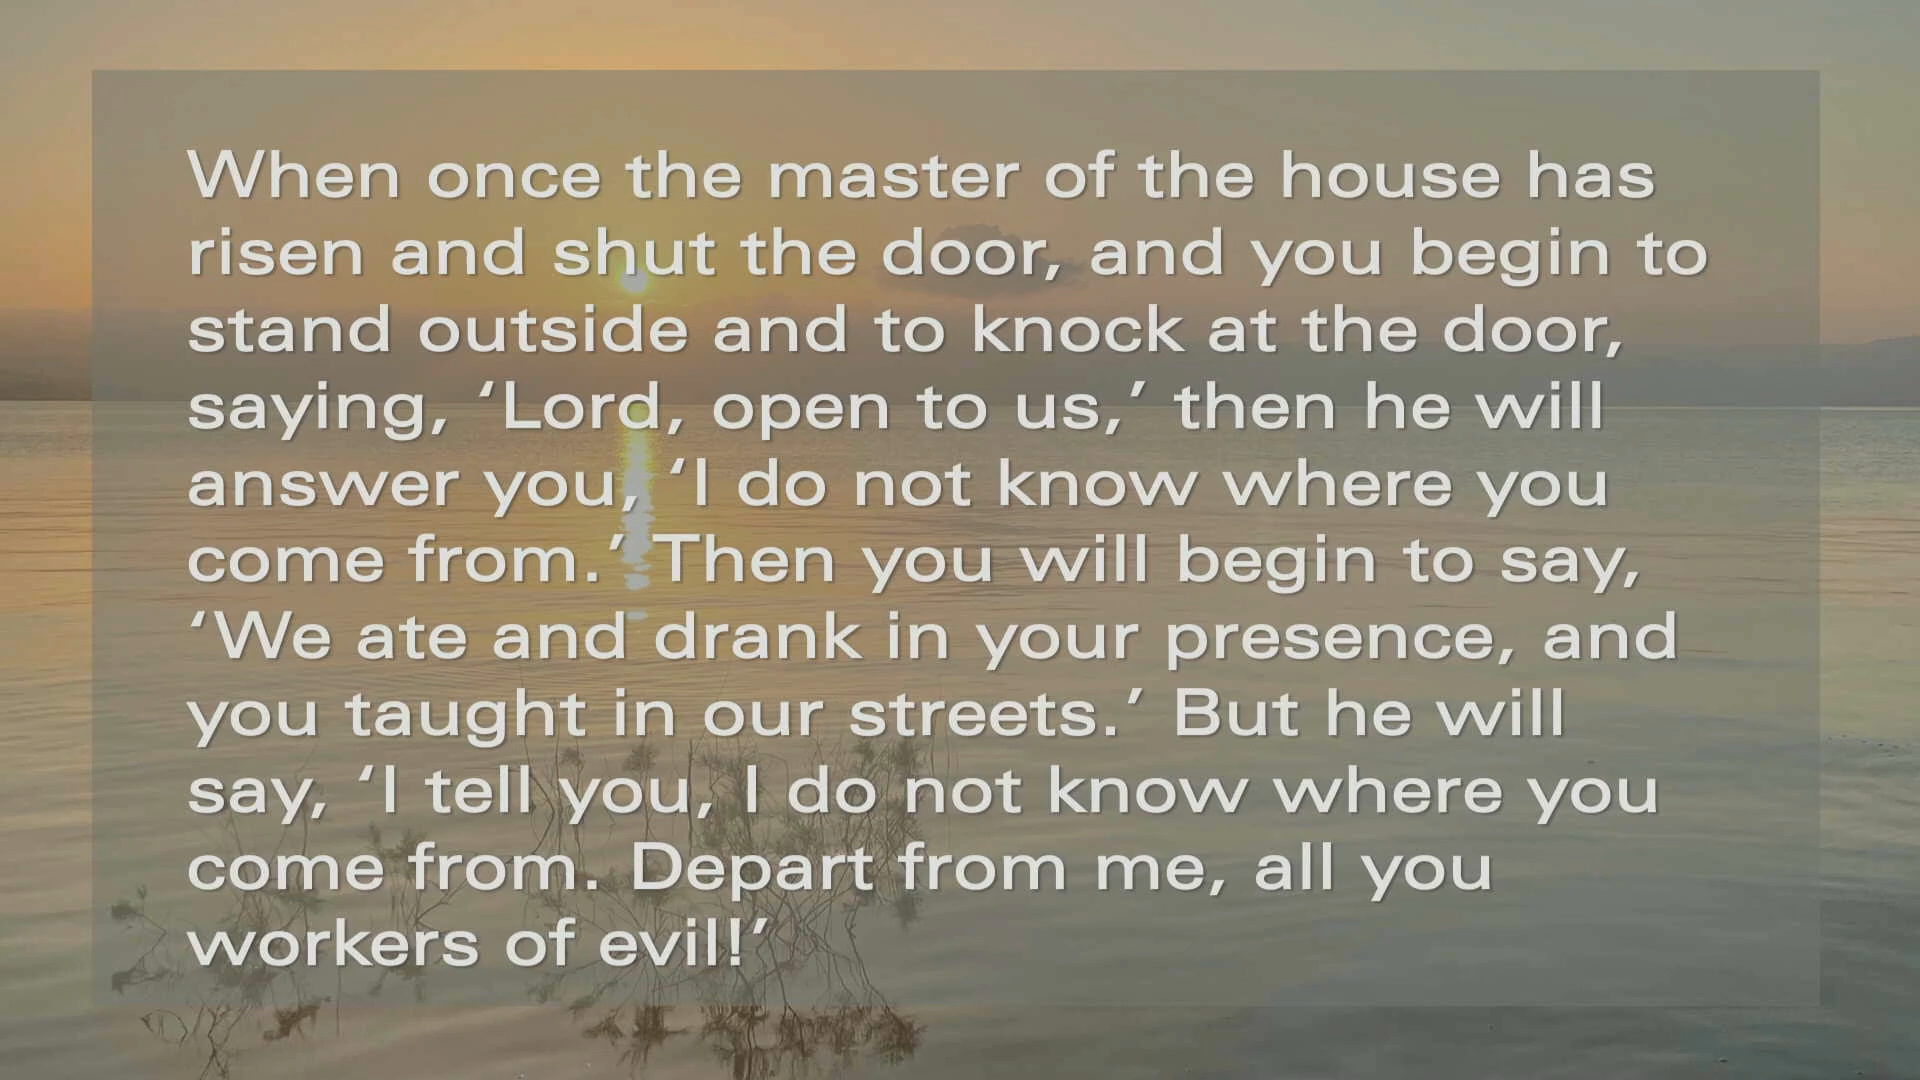 When once the master of the house has
risen and shut the door, and you begin to
stand outside and to knock at the door,
saying, ‘Lord, open to us,’ then he will
answer you, ‘I do not know where you
come from.’ Then you will begin to say,
‘We ate and drank in your presence, and
you taught in our streets.’ But he will
say, ‘I tell you, I do not know where you
come from. Depart from me, all you
workers of evil!’